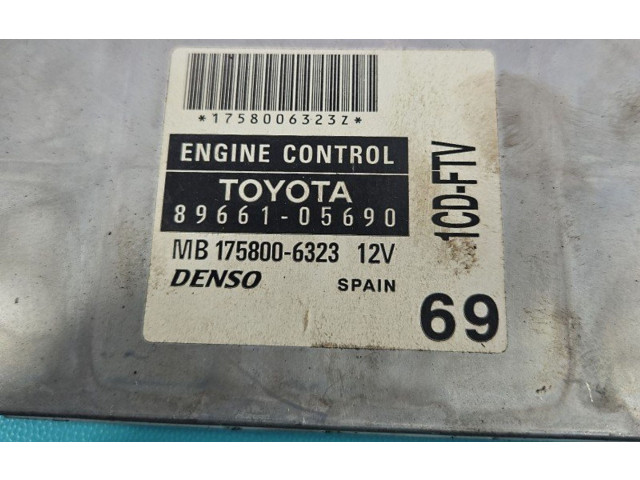 *1758006323Z*
ENGINE CONTROL
TOYOTA
89661-05690
MB 175800-6323 12V
DENSO SPAIN
1CD-FTV
69